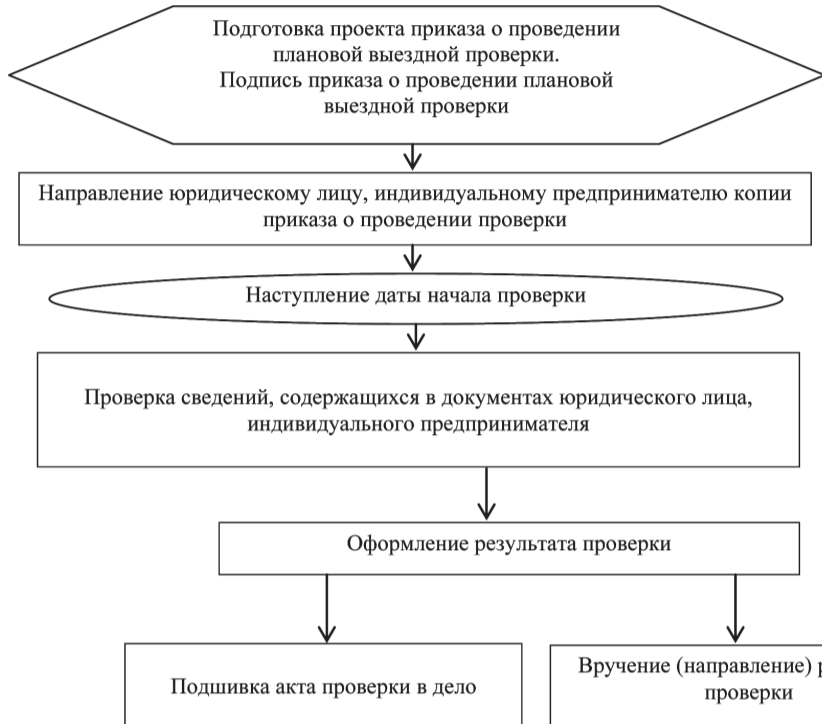 Подготовка проекта приказа о проведении
плановой выездной проверки.
Подпись приказа о проведении плановой
выездной проверки
Направление юридическому лицу, индивидуальному предпринимателю копии
приказа о проведении проверки
Наступление даты начала проверки
Проверка сведений, содержащихся в документах юридического лица,
индивидуального предпринимателя
Оформление результата проверки
Подшивка акта проверки в дело
Вручение (направление)
проверки